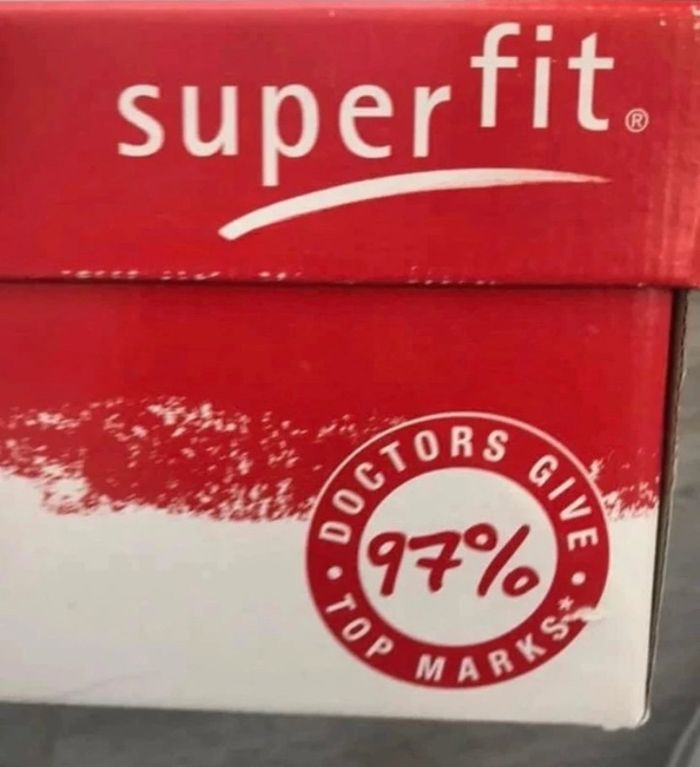 superfit®
DOCTORS GIVE
97%
TOP MARKS*